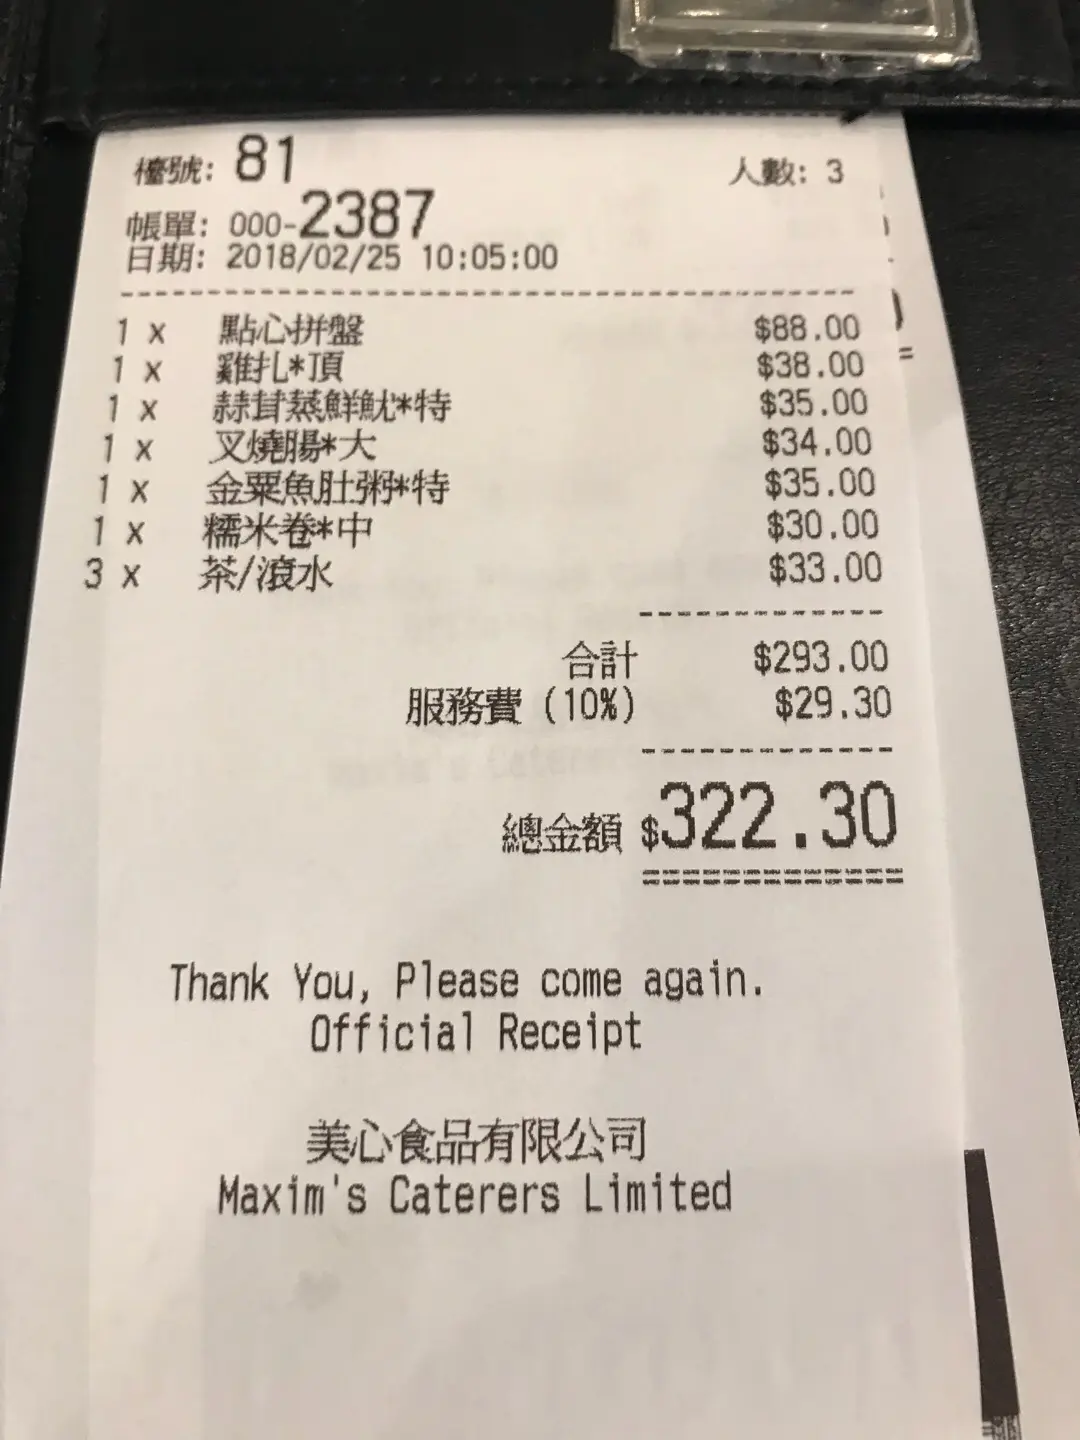 檯號: 81 人數: 3
帳單: 000-2387
日期: 2018/02/25 10:05:00
1 x 點心拼盤 $88.00
1 x 雞扎*頂 $38.00
1 x 蒜茸蒸鮮魷*特 $35.00
1 x 叉燒腸*大 $34.00
1 x 金粟魚肚粥*特 $35.00
1 x 糯米卷*中 $30.00
3 x 茶/滾水 $33.00
合計 $293.00
服務費 (10%) $29.30
總金額 $322.30
Thank You, Please come again.
Official Receipt
美心食品有限公司
Maxim's Caterers Limited